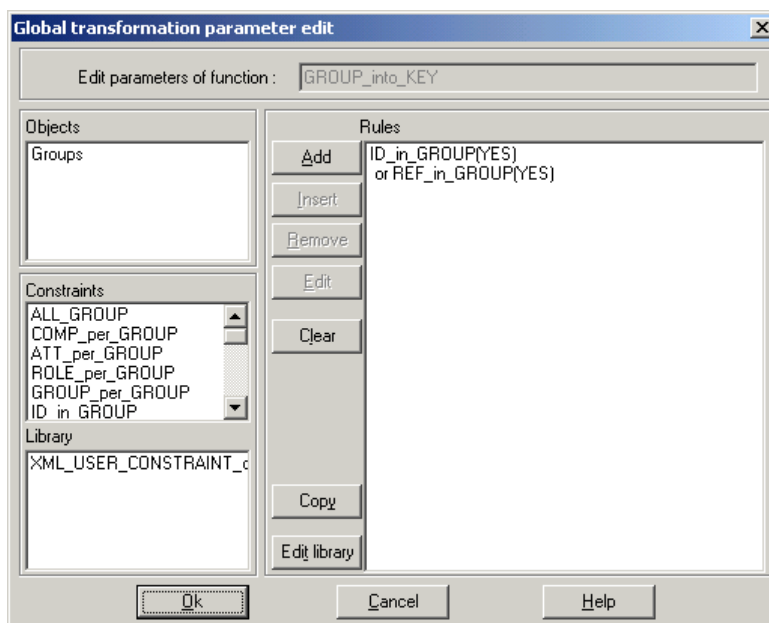 Global transformation parameter edit
Edit parameters of function :
GROUP_into_KEY
Objects
Groups
Constraints
ALL_GROUP
COMP_per_GROUP
ATT_per_GROUP
ROLE_per_GROUP
GROUP_per_GROUP
ID_in_GROUP
Library
XML_USER_CONSTRAINT_c
Rules
Add
Insert
Remove
Edit
Clear
Copy
Edit library
ID_in_GROUP(YES)
or REF_in_GROUP(YES)
Ok
Cancel
Help